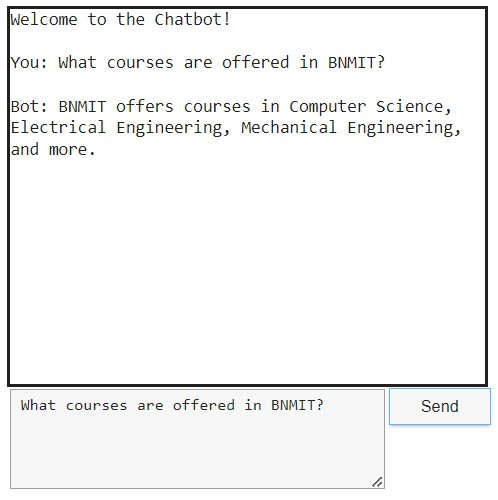 Welcome to the Chatbot!
You: What courses are offered in BNMIT?
Bot: BNMIT offers courses in Computer Science,
Electrical Engineering, Mechanical Engineering,
and more.
What courses are offered in BNMIT?
Send